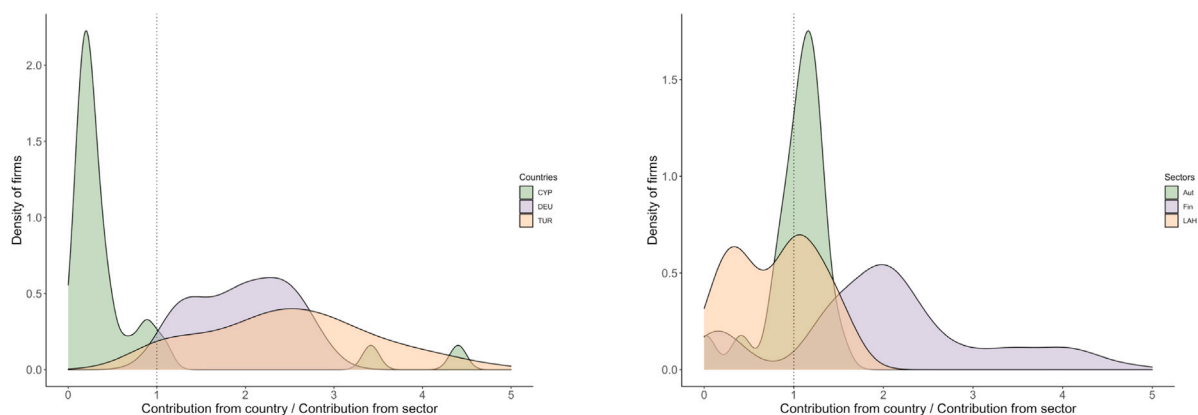 Density of firms
2.0
1.5
1.0
0.5
0.0
0
1
2
3
4
5
Contribution from country / Contribution from sector
Countries
CYP
DEU
TUR
Density of firms
1.5
1.0
0.5
0.0
0
1
2
3
4
5
Contribution from country / Contribution from sector
Sectors
Aut
Fin
LAH